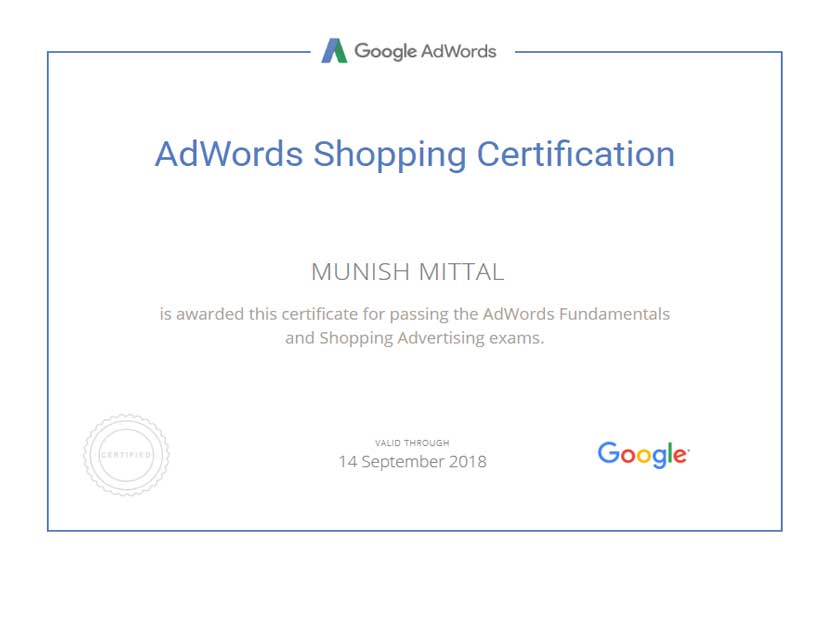 Google AdWords
AdWords Shopping Certification
MUNISH MITTAL
is awarded this certificate for passing the AdWords Fundamentals
and Shopping Advertising exams.
CERTIFIED
VALID THROUGH
14 September 2018
Google